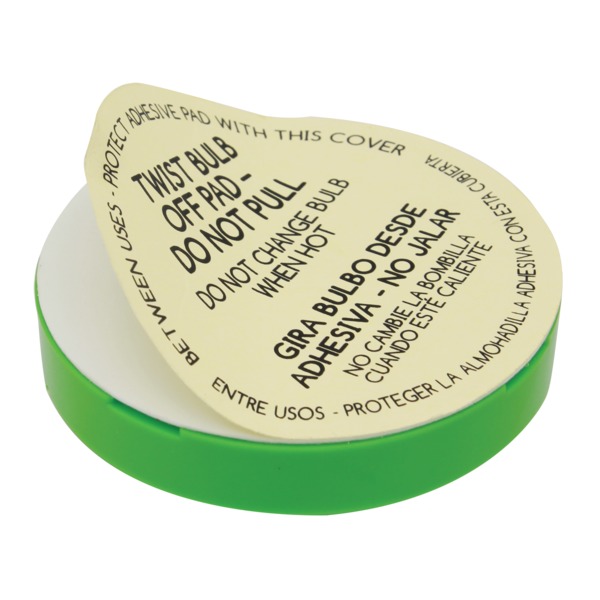 BETWEEN USES - PROTECT ADHESIVE PAD WITH THIS COVER
TWIST BULB
OFF PAD -
DO NOT PULL
DO NOT CHANGE BULB
WHEN HOT
GIRA BULBO DESDE
ADHESIVA - NO JALAR
NO CAMBIE LA BOMBILLA
CUANDO ESTE CALIENTE
ENTRE USOS - PROTEGER LA ALMOHADILLA ADHESIVA CON ESTA CUBIERTA